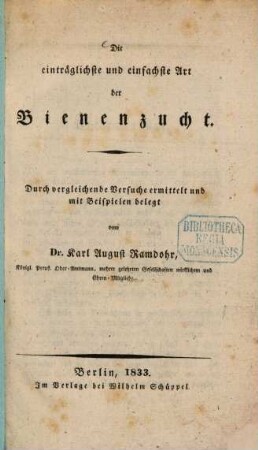 Die
einträglichste und einfachste Art
der
Bienenzucht.
Durch vergleichende Versuche ermittelt und
mit Beispielen belegt
vom
Dr. Karl August Ramdohr,
Königl. Preuß. Ober-Amtmann, mehrer gelehrten Gesellschaften wirklichem und
Ehren-Mitgliede.
BIBLIOTHECA
REGIA
MONACENSIS
Berlin, 1833.
Im Verlage bei Wilhelm Schüppel.